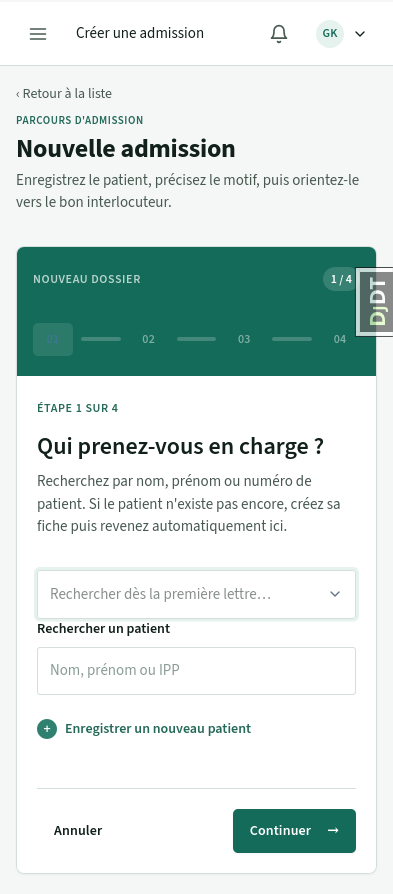 Créer une admission
GK
‹ Retour à la liste
PARCOURS D'ADMISSION
Nouvelle admission
Enregistrez le patient, précisez le motif, puis orientez-le
vers le bon interlocuteur.
NOUVEAU DOSSIER
1 / 4
DjDT
01
02
03
04
ÉTAPE 1 SUR 4
Qui prenez-vous en charge ?
Recherchez par nom, prénom ou numéro de
patient. Si le patient n'existe pas encore, créez sa
fiche puis revenez automatiquement ici.
Rechercher dès la première lettre…
Rechercher un patient
Nom, prénom ou IPP
+ Enregistrer un nouveau patient
Annuler
Continuer →